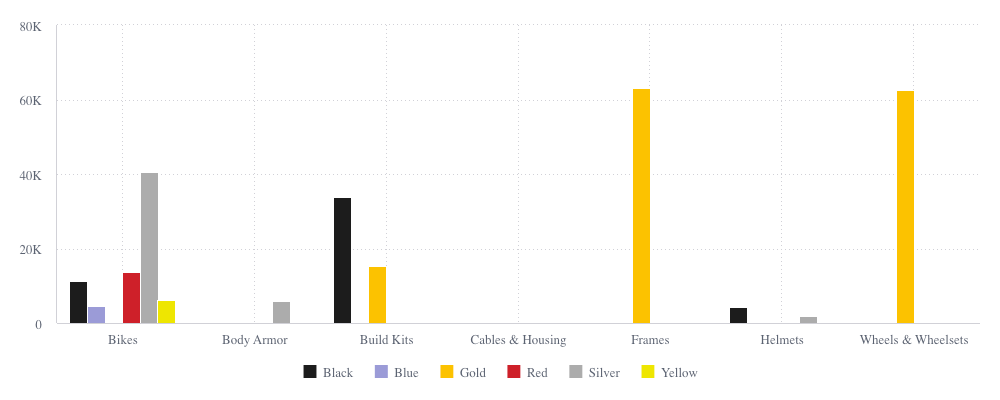 80K
60K
40K
20K
0
Bikes Body Armor Build Kits Cables & Housing Frames Helmets Wheels & Wheelsets
Black Blue Gold Red Silver Yellow